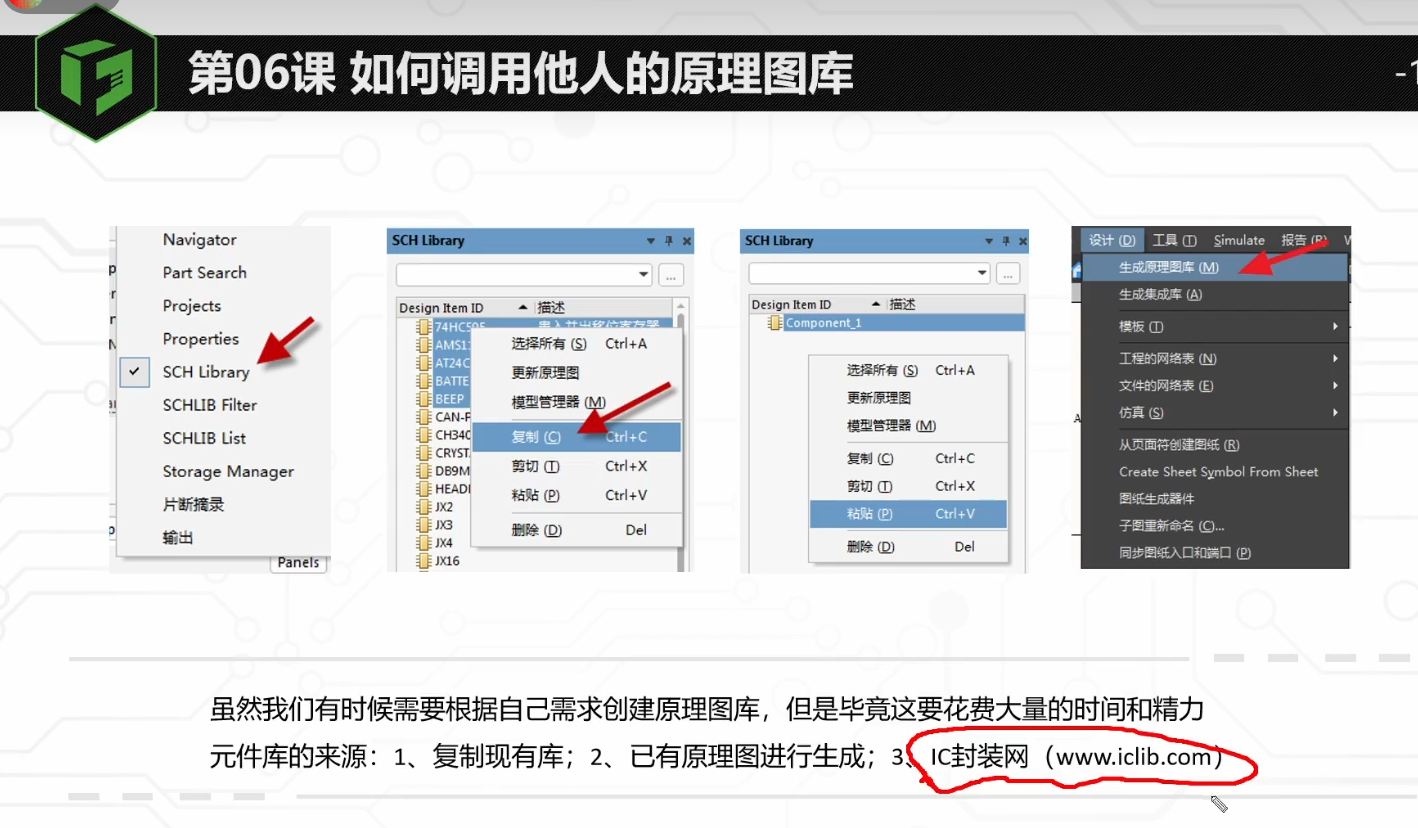 第06课 如何调用他人的原理图库
Navigator
Part Search
Projects
Properties
SCH Library
SCHLIB Filter
SCHLIB List
Storage Manager
片断摘录
输出
Panels
SCH Library
...
Design Item ID 描述
74HC595 串入并出移位寄存器
AMS1
AT24C
BATTE
BEEP
CAN-P
CH340
CRYST
DB9M
HEADI
JX2
JX3
JX4
JX16
选择所有 (S) Ctrl+A
更新原理图
模型管理器 (M)
复制 (C) Ctrl+C
剪切 (T) Ctrl+X
粘贴 (P) Ctrl+V
删除 (D) Del
SCH Library
...
Design Item ID 描述
Component_1
选择所有 (S) Ctrl+A
更新原理图
模型管理器 (M)
复制 (C) Ctrl+C
剪切 (T) Ctrl+X
粘贴 (P) Ctrl+V
删除 (D) Del
设计 (D) 工具 (T) Simulate 报告 (R) W
生成原理图库 (M)
生成集成库 (A)
模板 (T)
工程的网络表 (N)
文件的网络表 (E)
仿真 (S)
从页面符创建图纸 (R)
Create Sheet Symbol From Sheet
图纸生成器件
子图重新命名 (C)...
同步图纸入口和端口 (P)
虽然我们有时候需要根据自己需求创建原理图库，但是毕竟这要花费大量的时间和精力
元件库的来源：1、复制现有库；2、已有原理图进行生成；3、IC封装网（www.iclib.com）